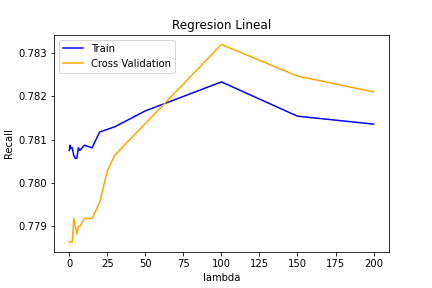 Regresion Lineal
Train
Cross Validation
0.783
0.782
0.781
0.780
0.779
Recall
0 25 50 75 100 125 150 175 200
lambda